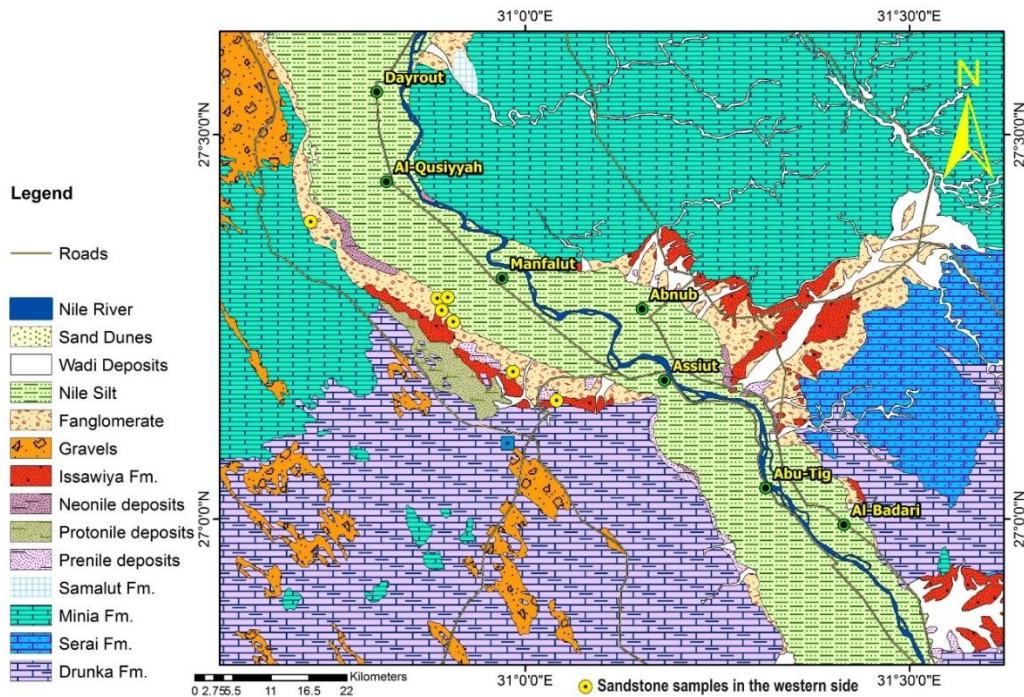 31°0'0"E
31°30'0"E
27°30'0"N
27°30'0"N
27°0'0"N
27°0'0"N
31°0'0"E
31°30'0"E
N
Dayrout
Al-Qusiyyah
Manfalut
Abnub
Assiut
Abu-Tig
Al-Badari
Legend
Roads
Nile River
Sand Dunes
Wadi Deposits
Nile Silt
Fanglomerate
Gravels
Issawiya Fm.
Neonile deposits
Protonile deposits
Prenile deposits
Samalut Fm.
Minia Fm.
Serai Fm.
Drunka Fm.
Kilometers
0 2.75 5.5 11 16.5 22
Sandstone samples in the western side